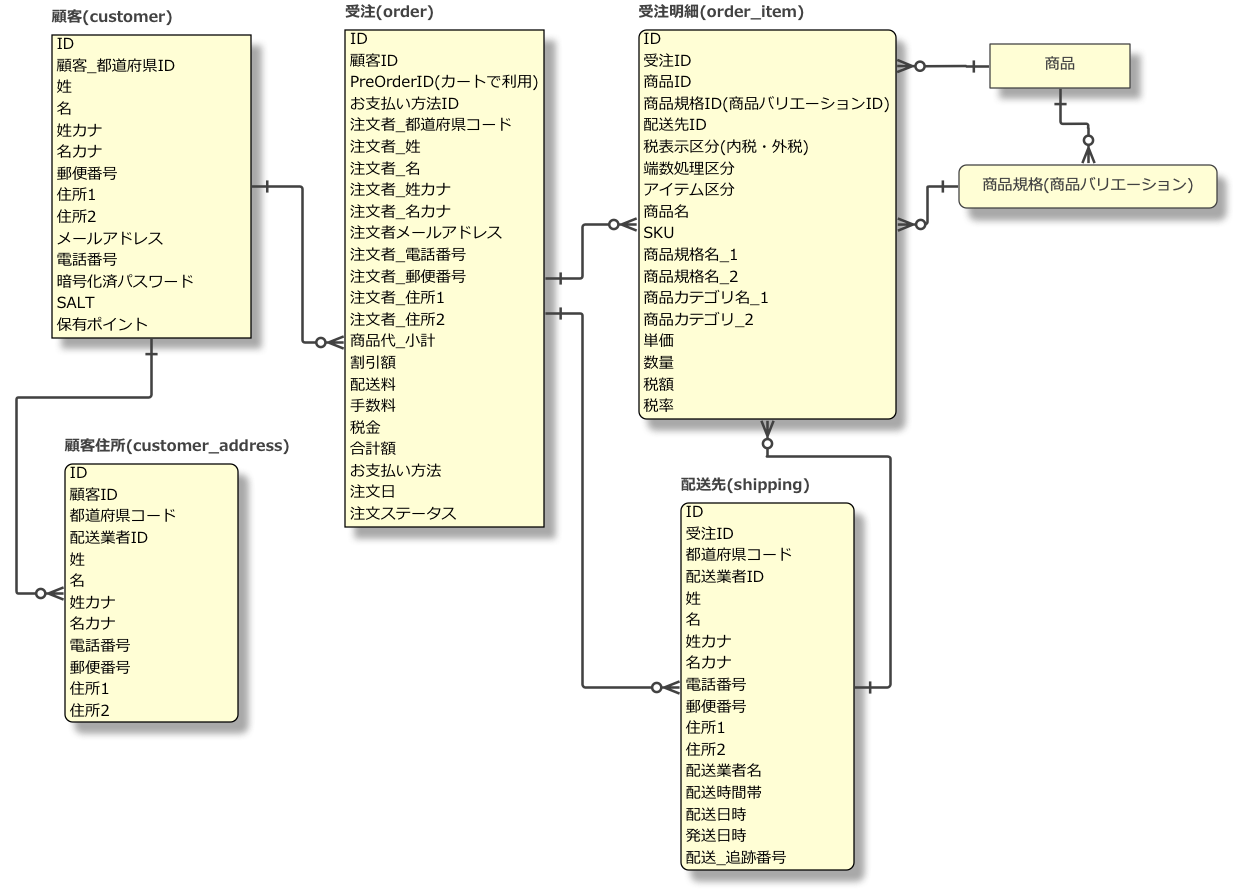 顧客(customer)
ID
顧客_都道府県ID
姓
名
姓カナ
名カナ
郵便番号
住所1
住所2
メールアドレス
電話番号
暗号化済パスワード
SALT
保有ポイント
顧客住所(customer_address)
ID
顧客ID
都道府県コード
配送業者ID
姓
名
姓カナ
名カナ
電話番号
郵便番号
住所1
住所2
受注(order)
ID
顧客ID
PreOrderID(カートで利用)
お支払い方法ID
注文者_都道府県コード
注文者_姓
注文者_名
注文者_姓カナ
注文者_名カナ
注文者メールアドレス
注文者_電話番号
注文者_郵便番号
注文者_住所1
注文者_住所2
商品代_小計
割引額
配送料
手数料
税金
合計額
お支払い方法
注文日
注文ステータス
受注明細(order_item)
ID
受注ID
商品ID
商品規格ID(商品バリエーションID)
配送先ID
税表示区分(内税・外税)
端数処理区分
アイテム区分
商品名
SKU
商品規格名_1
商品規格名_2
商品カテゴリ名_1
商品カテゴリ_2
単価
数量
税額
税率
配送先(shipping)
ID
受注ID
都道府県コード
配送業者ID
姓
名
姓カナ
名カナ
電話番号
郵便番号
住所1
住所2
配送業者名
配送時間帯
配送日時
発送日時
配送_追跡番号
商品
商品規格(商品バリエーション)